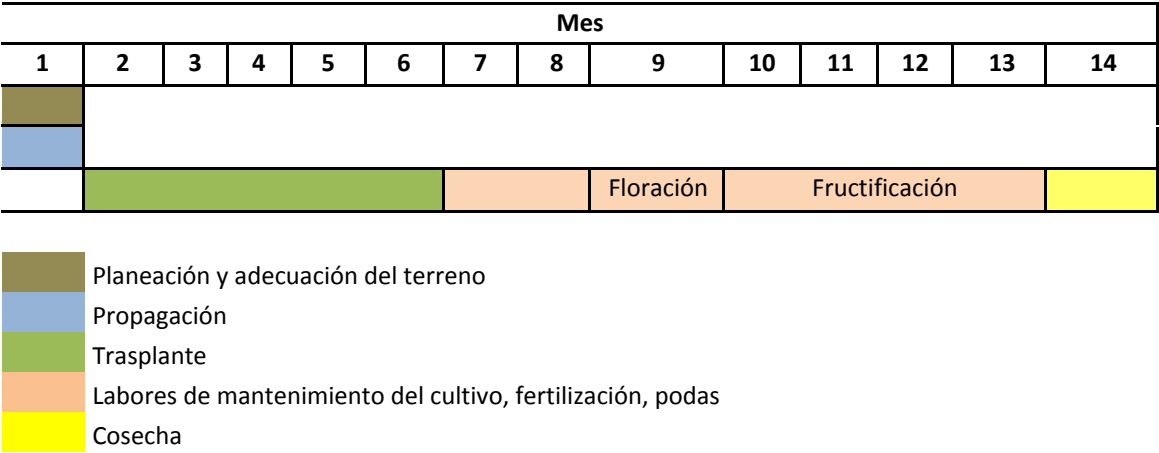 Mes
1 2 3 4 5 6 7 8 9 10 11 12 13 14
Floración Fructificación
Planeación y adecuación del terreno
Propagación
Trasplante
Labores de mantenimiento del cultivo, fertilización, podas
Cosecha